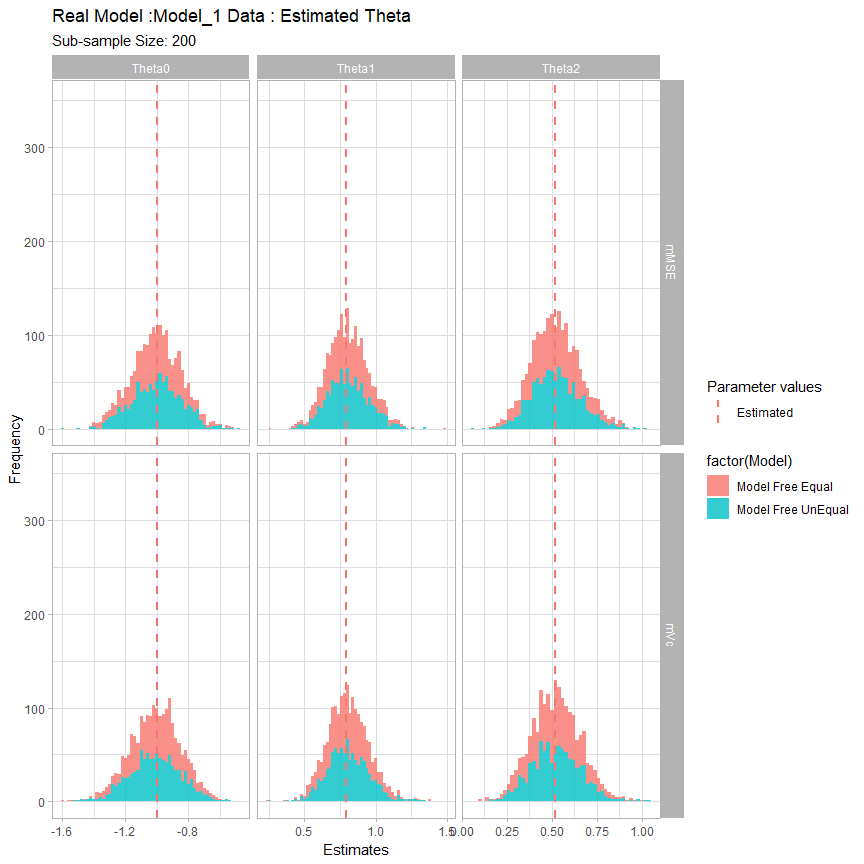 Real Model :Model_1 Data : Estimated Theta
Sub-sample Size: 200
Theta0 Theta1 Theta2
300
200
100
0
mMSE
300
200
100
0
mVc
Frequency
-1.6 -1.2 -0.8
0.5 1.0 1.5
0.00 0.25 0.50 0.75 1.00
Estimates
Parameter values
Estimated
factor(Model)
Model Free Equal
Model Free UnEqual